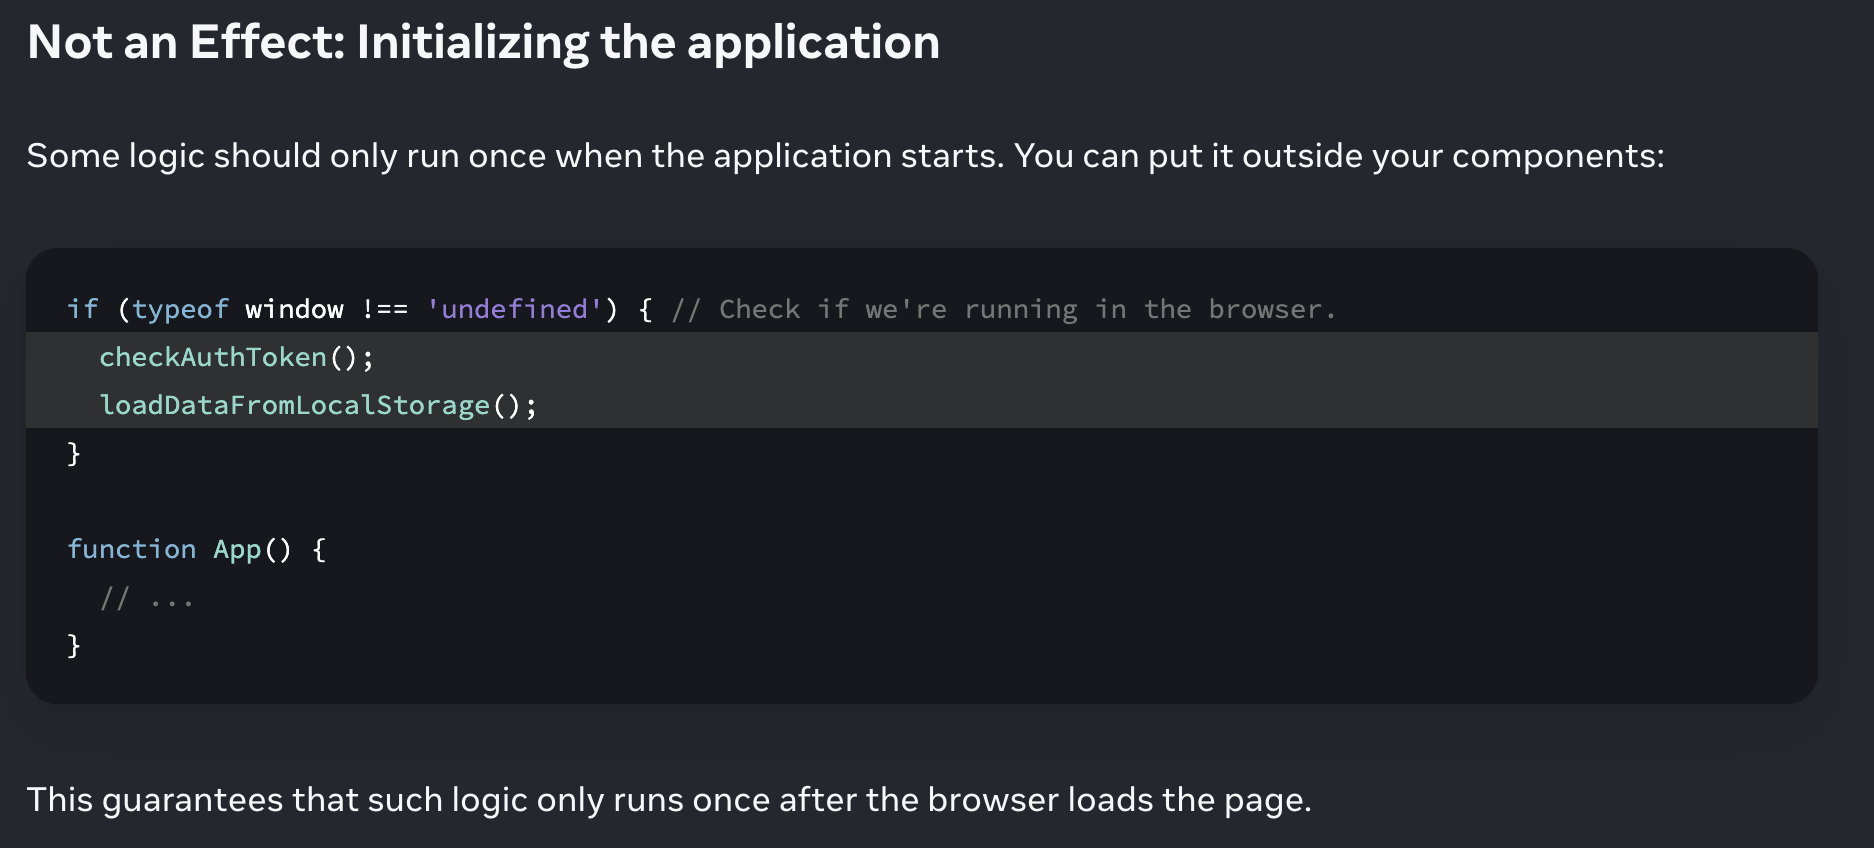 Not an Effect: Initializing the application
Some logic should only run once when the application starts. You can put it outside your components:
if (typeof window !== 'undefined') { // Check if we're running in the browser.
  checkAuthToken();
  loadDataFromLocalStorage();
}
function App() {
  // ...
}
This guarantees that such logic only runs once after the browser loads the page.